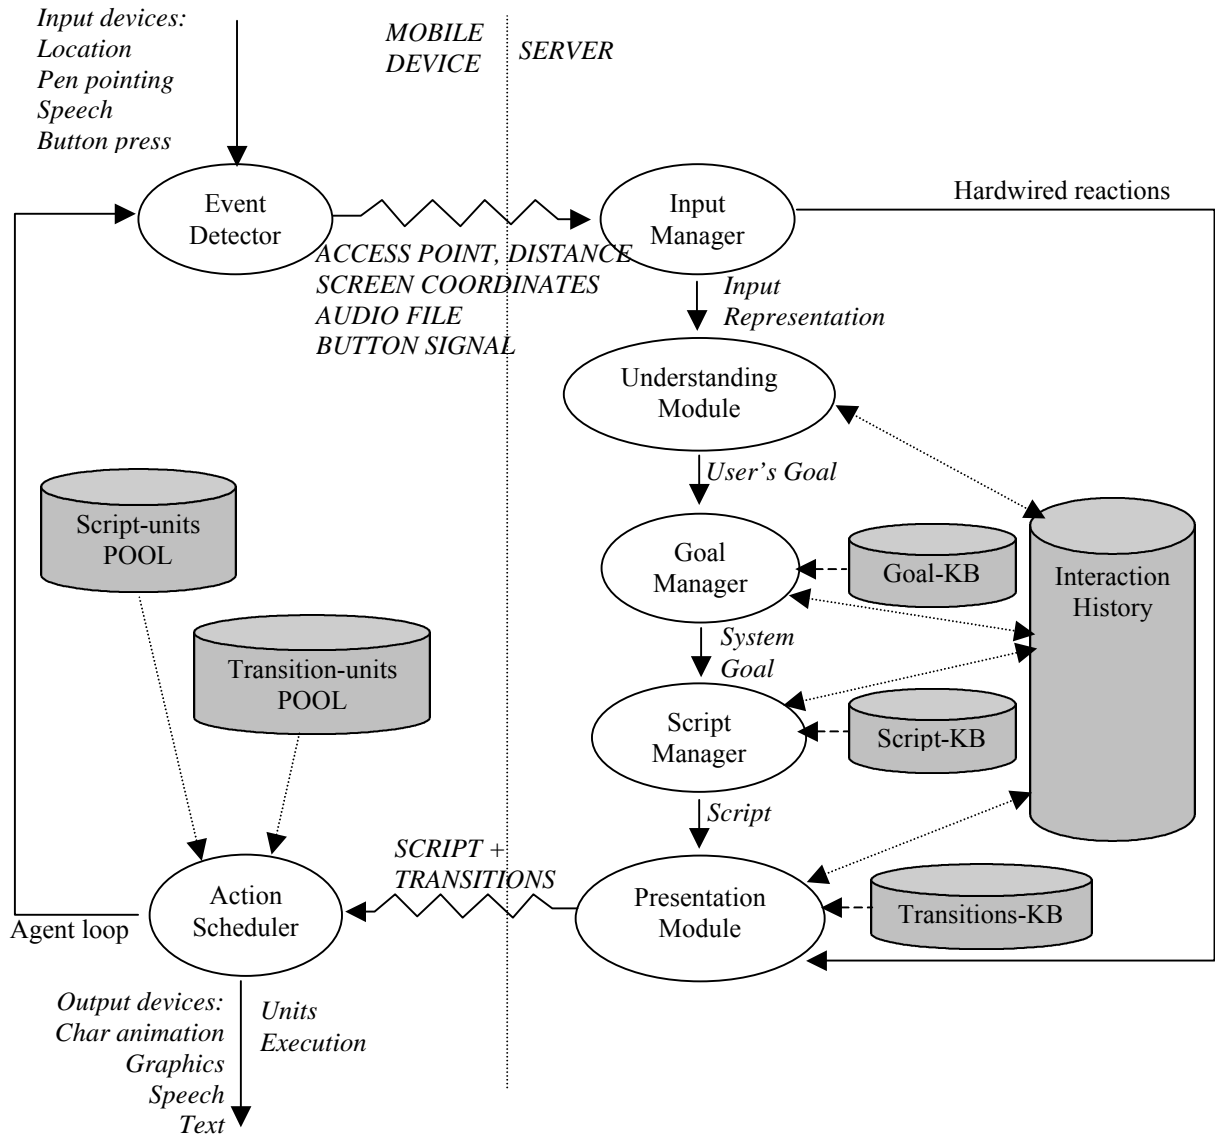 Input devices:
Location
Pen pointing
Speech
Button press
MOBILE
DEVICE
SERVER
Event
Detector
Input
Manager
Hardwired reactions
ACCESS POINT, DISTANCE
SCREEN COORDINATES
AUDIO FILE
BUTTON SIGNAL
Input
Representation
Understanding
Module
User's Goal
Script-units
POOL
Goal
Manager
Goal-KB
Interaction
History
Transition-units
POOL
System
Goal
Script
Manager
Script-KB
Script
SCRIPT +
TRANSITIONS
Action
Scheduler
Presentation
Module
Transitions-KB
Agent loop
Output devices:
Char animation
Graphics
Speech
Text
Units
Execution